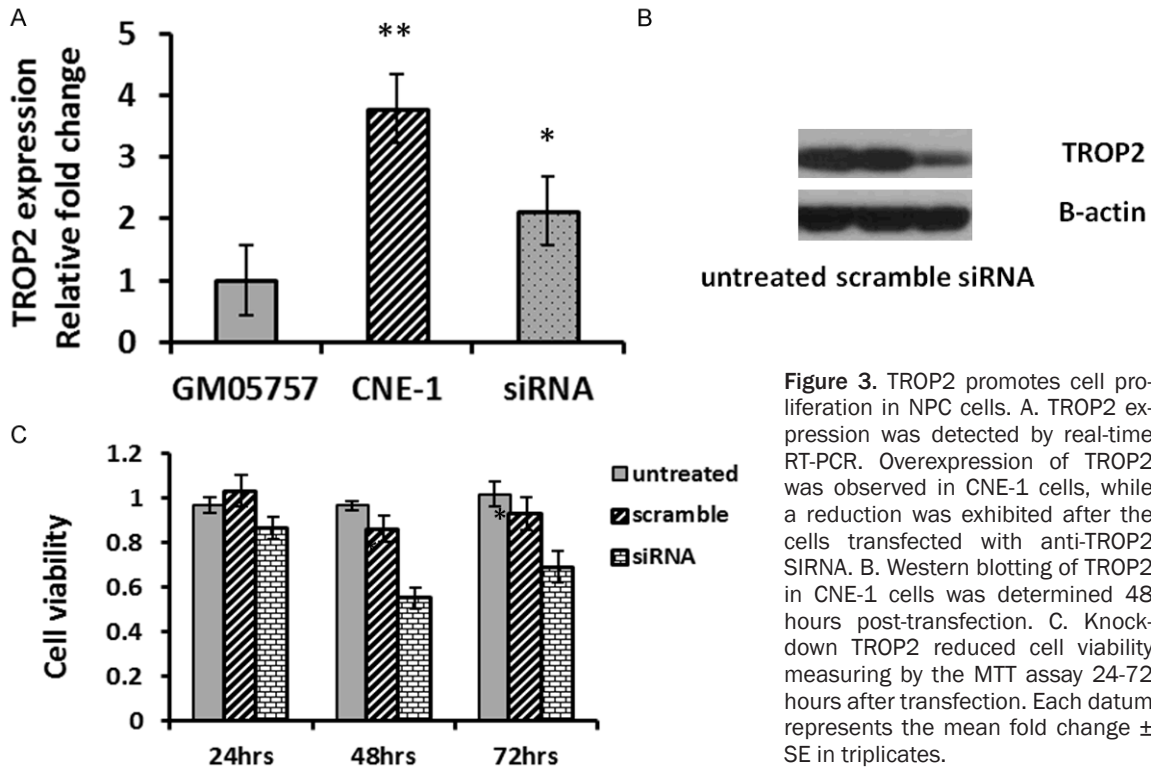 A
TROP2 expression
Relative fold change
5
4
3
2
1
0
**
*
GM05757 CNE-1 siRNA
B
TROP2
B-actin
untreated scramble siRNA
C
Cell viability
1.2
1
0.8
0.6
0.4
0.2
0
*
*
24hrs 48hrs 72hrs
untreated
scramble
siRNA
Figure 3. TROP2 promotes cell pro-
liferation in NPC cells. A. TROP2 ex-
pression was detected by real-time
RT-PCR. Overexpression of TROP2
was observed in CNE-1 cells, while
a reduction was exhibited after the
cells transfected with anti-TROP2
SIRNA. B. Western blotting of TROP2
in CNE-1 cells was determined 48
hours post-transfection. C. Knock-
down TROP2 reduced cell viability
measuring by the MTT assay 24-72
hours after transfection. Each datum
represents the mean fold change ±
SE in triplicates.